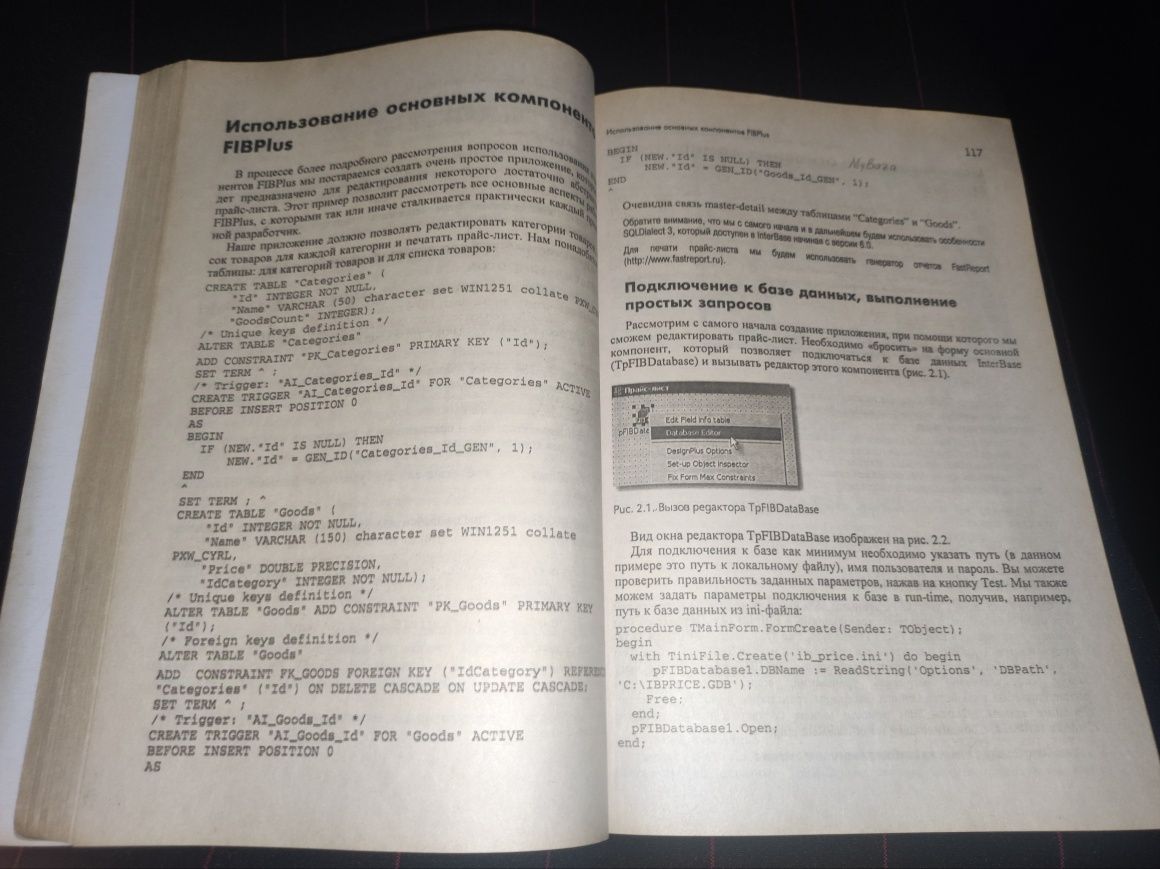 Использование основных компонент
FIBPlus
В процессе более подробного рассмотрения вопросов использования
нентов FIBPlus мы постараемся создать очень простое приложение,
дет предназначено для редактирования некоторого достаточно
прайс-листа. Этот пример позволит рассмотреть все основные аспекты
FIBPlus, с которыми так или иначе сталкивается практически каждый
ной разработчик.
Наше приложение должно позволять редактировать категории товаров
сок товаров для каждой категории и печатать прайс-лист. Нам понадобятся
таблицы: для категорий товаров и для списка товаров:
CREATE TABLE "Categories" (
"Id" INTEGER NOT NULL,
"Name" VARCHAR (50) character set WIN1251 collate
"GoodsCount" INTEGER);
/* Unique keys definition */
ALTER TABLE "Categories"
ADD CONSTRAINT "PK_Categories" PRIMARY KEY ("Id");
SET TERM ^ ;
/* Trigger: "AI_Categories_Id" */
CREATE TRIGGER "AI_Categories_Id" FOR "Categories" ACTIVE
BEFORE INSERT POSITION 0
AS
BEGIN
IF (NEW."Id" IS NULL) THEN
NEW."Id" = GEN_ID("Categories_Id_GEN", 1);
END
^
SET TERM ; ^
CREATE TABLE "Goods" (
"Id" INTEGER NOT NULL,
"Name" VARCHAR (150) character set WIN1251 collate
PXW_CYRL,
"Price" DOUBLE PRECISION,
"IdCategory" INTEGER NOT NULL);
/* Unique keys definition */
ALTER TABLE "Goods" ADD CONSTRAINT "PK_Goods" PRIMARY KEY
("Id");
/* Foreign keys definition */
ALTER TABLE "Goods"
ADD CONSTRAINT FK_GOODS FOREIGN KEY ("IdCategory") REFERENC
"Categories" ("Id") ON DELETE CASCADE ON UPDATE CASCADE;
SET TERM ^ ;
/* Trigger: "AI_Goods_Id" */
CREATE TRIGGER "AI_Goods_Id" FOR "Goods" ACTIVE
BEFORE INSERT POSITION 0
AS
Использование основных компонентов FIBPlus
117
BEGIN
IF (NEW."Id" IS NULL) THEN
MyBaza
NEW."Id" = GEN_ID("Goods_Id_GEN", 1);
END
^
Очевидна связь master-detail между таблицами "Categories" и "Goods".
Обратите внимание, что мы с самого начала и в дальнейшем будем использовать особенности
SQLDialect 3, который доступен в InterBase начиная с версии 6.0.
Для печати прайс-листа мы будем использовать генератор отчетов FastReport
(http://www.fastreport.ru).
Подключение к базе данных, выполнение
простых запросов
Рассмотрим с самого начала создание приложения, при помощи которого мы
сможем редактировать прайс-лист. Необходимо «бросить» на форму основной
компонент, который позволяет подключаться к базе данных InterBase
(TpFIBDatabase) и вызывать редактор этого компонента (рис. 2.1).
Прайс-лист
pFIBData
Edit Field Info table
Database Editor
DesignPlus Options
Set-up Object Inspector
Fix Form Max Constraints
Рис. 2.1. Вызов редактора TpFIBDataBase
Вид окна редактора TpFIBDataBase изображен на рис. 2.2.
Для подключения к базе как минимум необходимо указать путь (в данном
примере это путь к локальному файлу), имя пользователя и пароль. Вы можете
проверить правильность заданных параметров, нажав на кнопку Test. Мы также
можем задать параметры подключения к базе в run-time, получив, например,
путь к базе данных из ini-файла:
procedure TMainForm.FormCreate(Sender: TObject);
begin
with TiniFile.Create('ib_price.ini') do begin
pFIBDatabase1.DBName := ReadString('Options', 'DBPath',
'C:\IBPRICE.GDB');
Free;
end;
pFIBDatabase1.Open;
end;